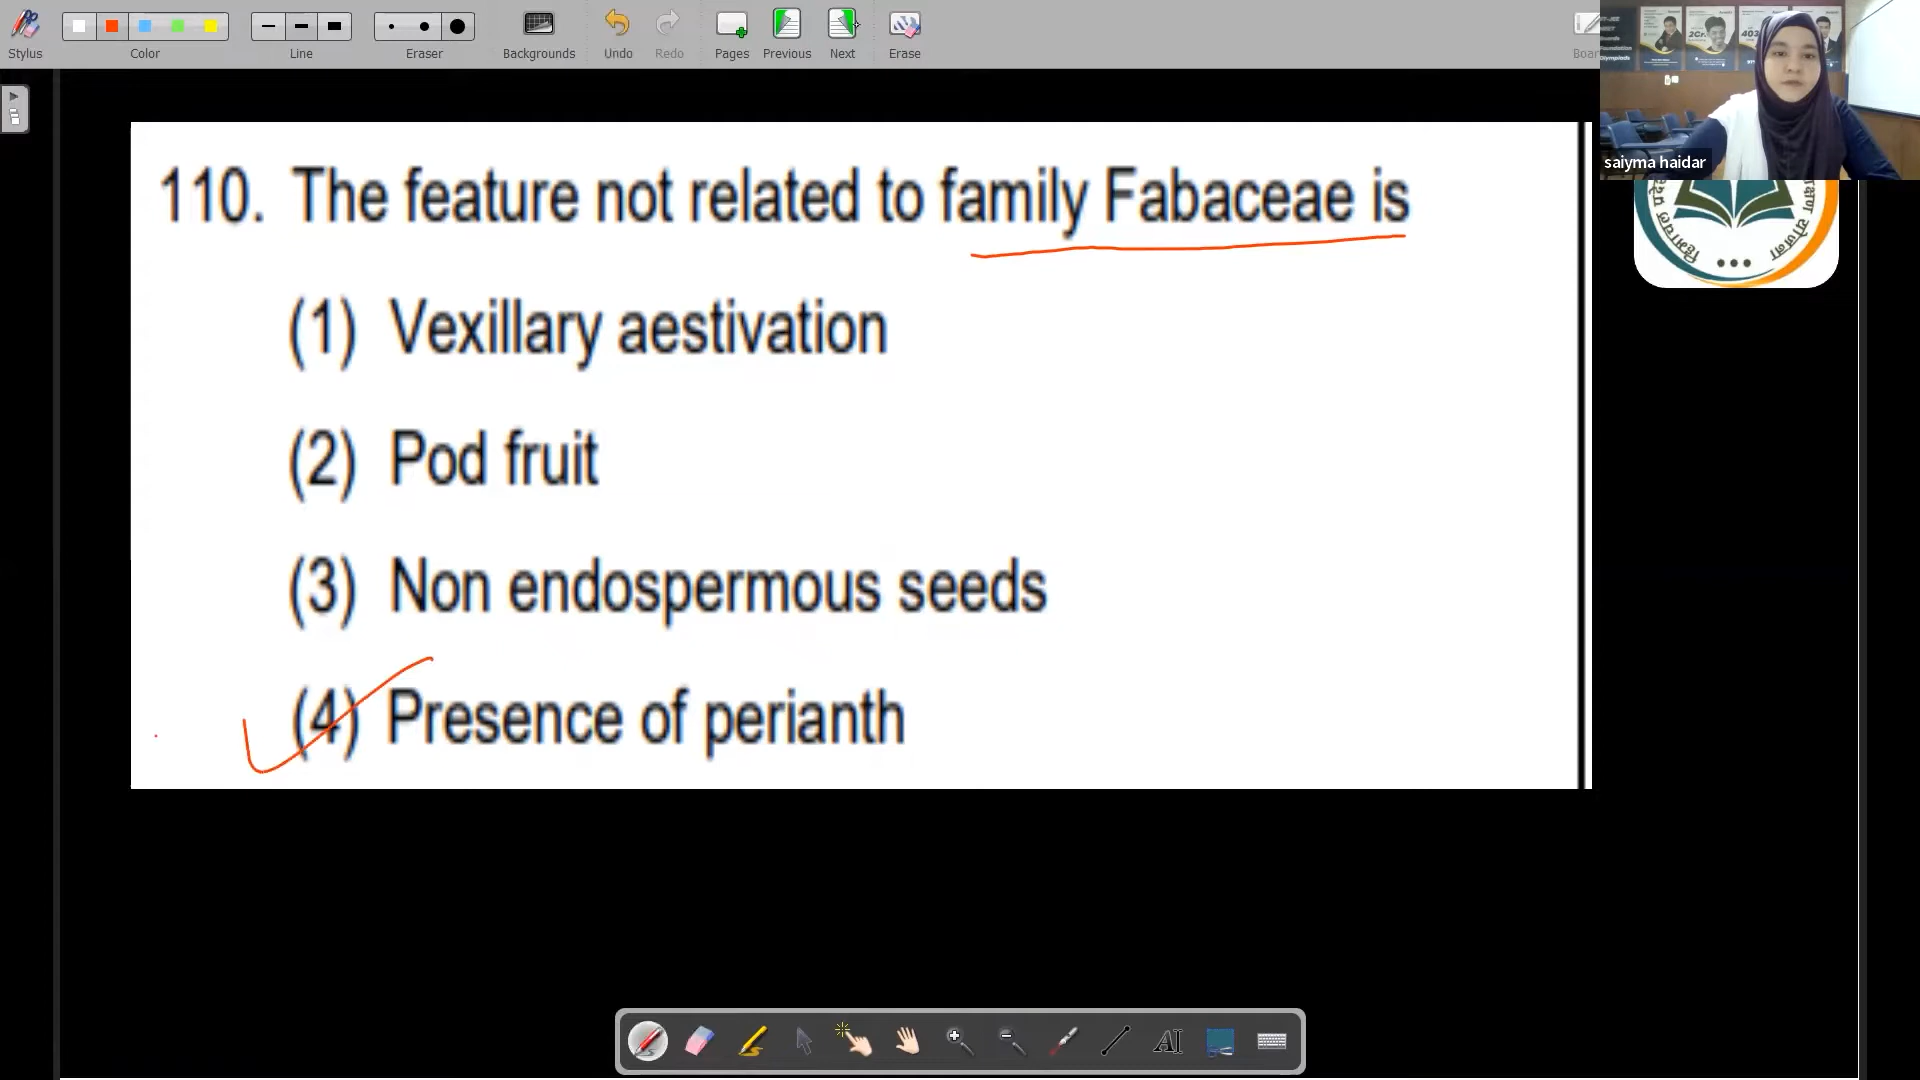 Stylus
Color
Line
Eraser
Backgrounds
Undo
Redo
Pages
Previous
Next
Erase
saiyma haidar
110. The feature not related to family Fabaceae is
(1) Vexillary aestivation
(2) Pod fruit
(3) Non endospermous seeds
(4) Presence of perianth